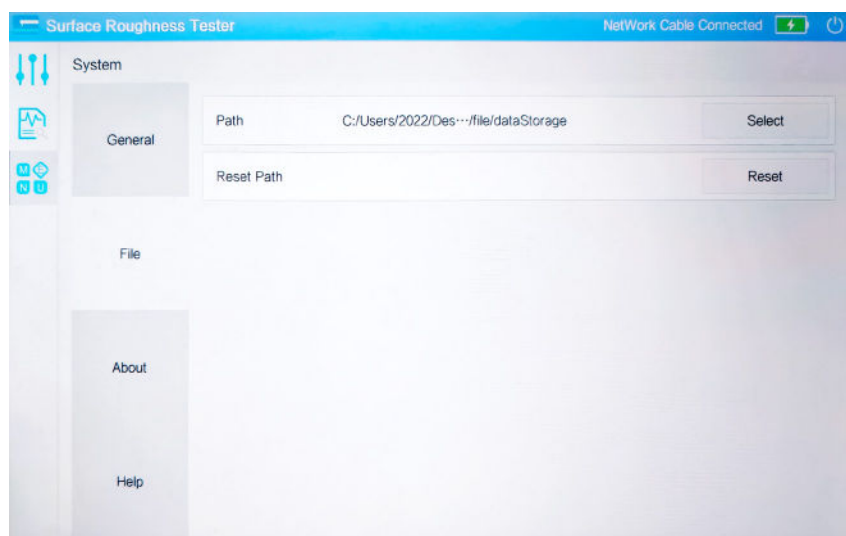 Surface Roughness Tester
NetWork Cable Connected
System
General
Path C:/Users/2022/Des···/file/dataStorage Select
Reset Path Reset
File
About
Help
M
N U